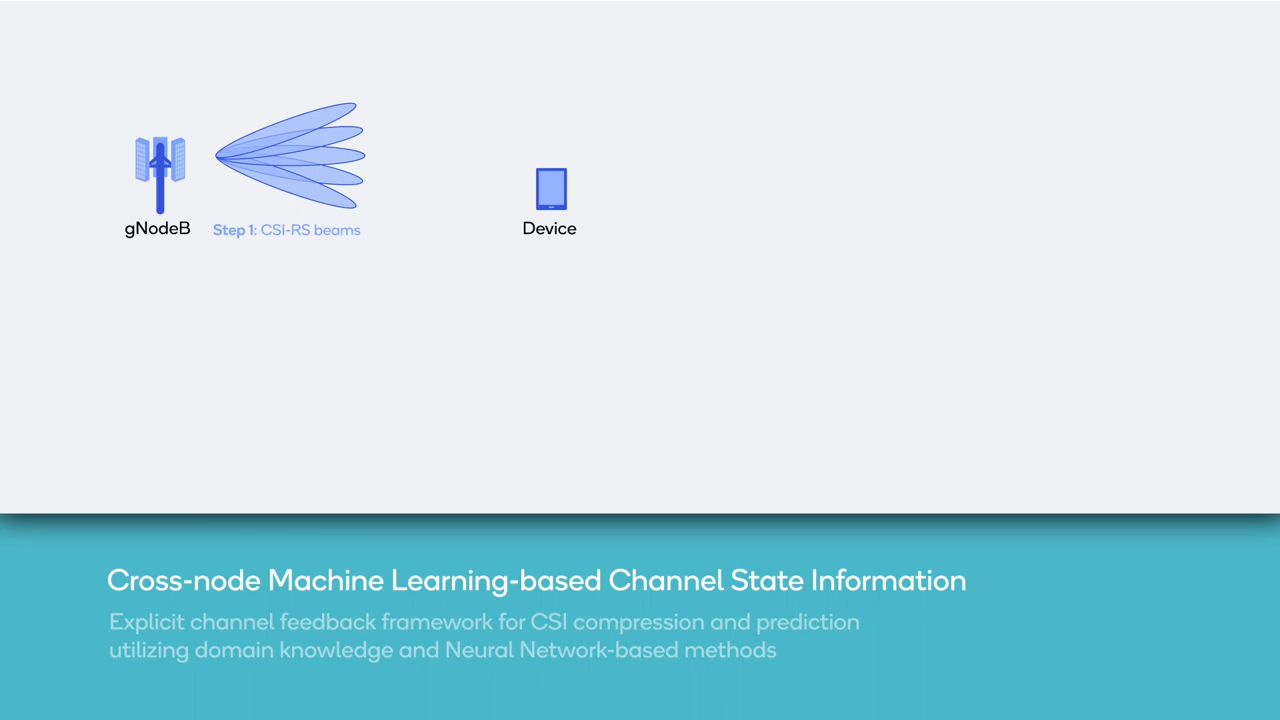 gNodeB
Step 1: CSI-RS beams
Device
Cross-node Machine Learning-based Channel State Information
Explicit channel feedback framework for CSI compression and prediction
utilizing domain knowledge and Neural Network-based methods